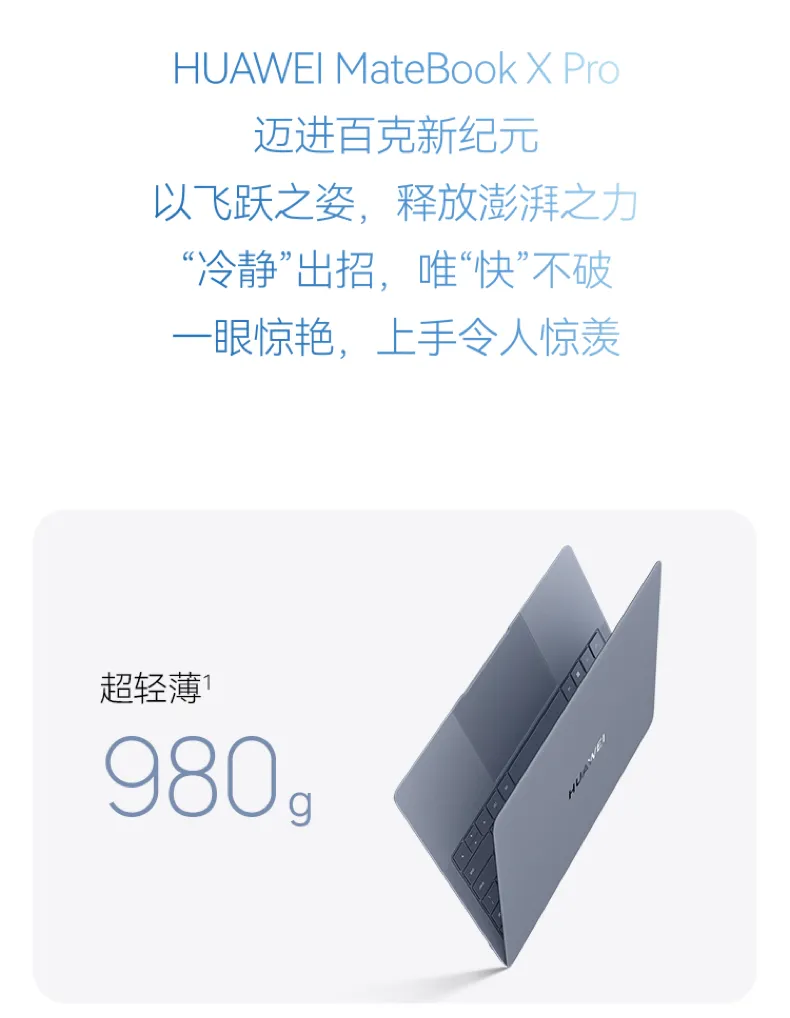 HUAWEI MateBook X Pro
迈进百克新纪元
以飞跃之姿，释放澎湃之力
“冷静”出招，唯“快”不破
一眼惊艳，上手令人惊羡
超轻薄1
980g
HUAWEI